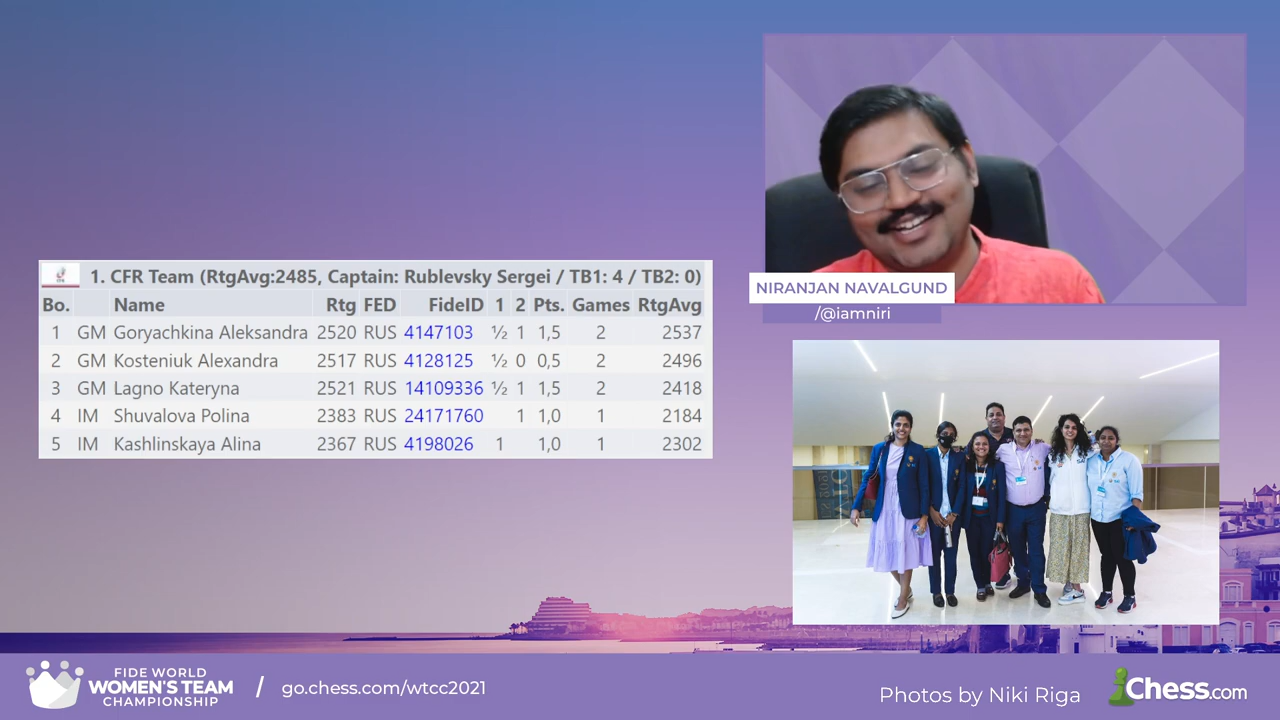 1. CFR Team (RtgAvg:2485, Captain: Rublevsky Sergei / TB1: 4 / TB2: 0)
Bo. Name Rtg FED FideID 1 2 Pts. Games RtgAvg
1 GM Goryachkina Aleksandra 2520 RUS 4147103 ½ 1 1,5 2 2537
2 GM Kosteniuk Alexandra 2517 RUS 4128125 ½ 0 0,5 2 2496
3 GM Lagno Kateryna 2521 RUS 14109336 ½ 1 1,5 2 2418
4 IM Shuvalova Polina 2383 RUS 24171760 1 1,0 1 2184
5 IM Kashlinskaya Alina 2367 RUS 4198026 1 1,0 1 2302
NIRANJAN NAVALGUND
/@iamniri
FIDE WORLD
WOMEN'S TEAM
CHAMPIONSHIP
/ go.chess.com/wtcc2021
Photos by Niki Riga
Chess.com